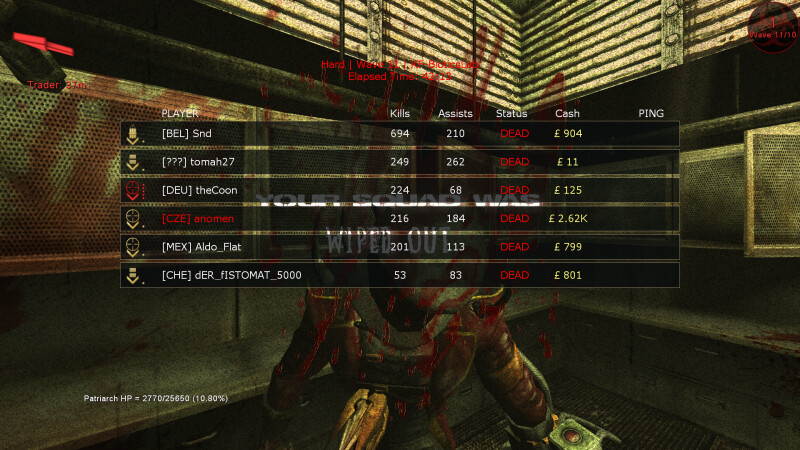 Wave 11/10
Hard | Wave
Elapsed Time:
Trader:
PLAYER Kills Assists Status Cash PING
[BEL] Snd 694 210 DEAD £ 904
[???] tomah27 249 262 DEAD £ 11
[DEU] theCoon 224 68 DEAD £ 125
YOUR SQUAD WAS
[CZE] anomen 216 184 DEAD £ 2.62K
WIPED OUT
[MEX] Aldo_Flat 201 113 DEAD £ 799
[CHE] dER_fISTOMAT_5000 53 83 DEAD £ 801
Patriarch HP = 2770/25650 (10.80%)